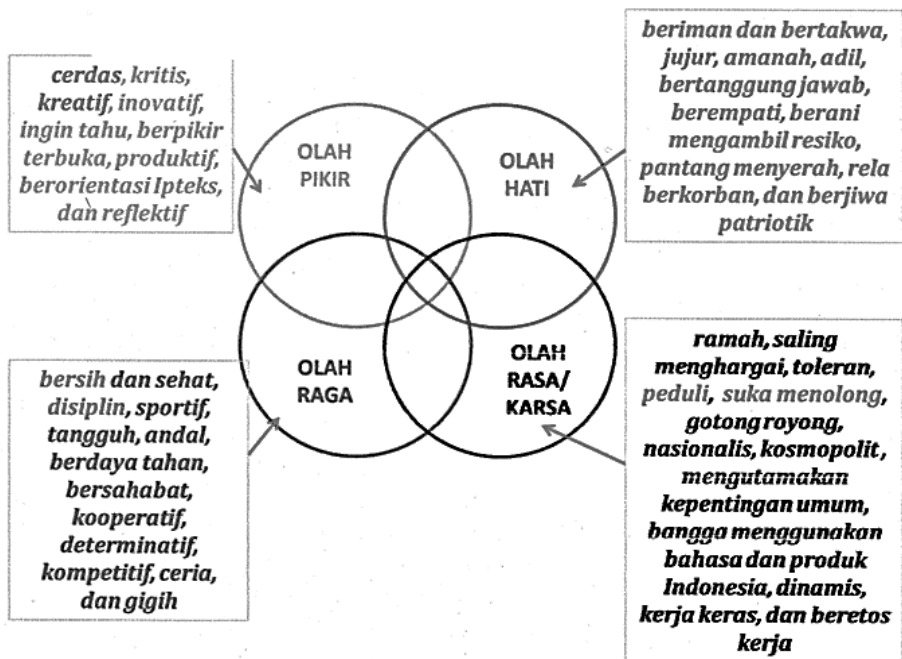 cerdas, kritis,
kreatif, inovatif,
ingin tahu, berpikir
terbuka, produktif,
berorientasi Ipteks,
dan reflektif
OLAH
PIKIR
OLAH
HATI
beriman dan bertakwa,
jujur, amanah, adil,
bertanggung jawab,
berempati, berani
mengambil resiko,
pantang menyerah, rela
berkorban, dan berjiwa
patriotik
bersih dan sehat,
disiplin, sportif,
tangguh, andal,
berdaya tahan,
bersahabat,
kooperatif,
determinatif,
kompetitif, ceria,
dan gigih
OLAH
RAGA
OLAH
RASA/
KARSA
ramah, saling
menghargai, toleran,
peduli, suka menolong,
gotong royong,
nasionalis, kosmopolit,
mengutamakan
kepentingan umum,
bangga menggunakan
bahasa dan produk
Indonesia, dinamis,
kerja keras, dan beretos
kerja